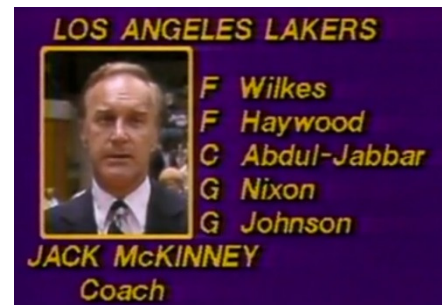 LOS ANGELES LAKERS
F Wilkes
F Haywood
C Abdul-Jabbar
G Nixon
G Johnson
JACK McKINNEY
Coach